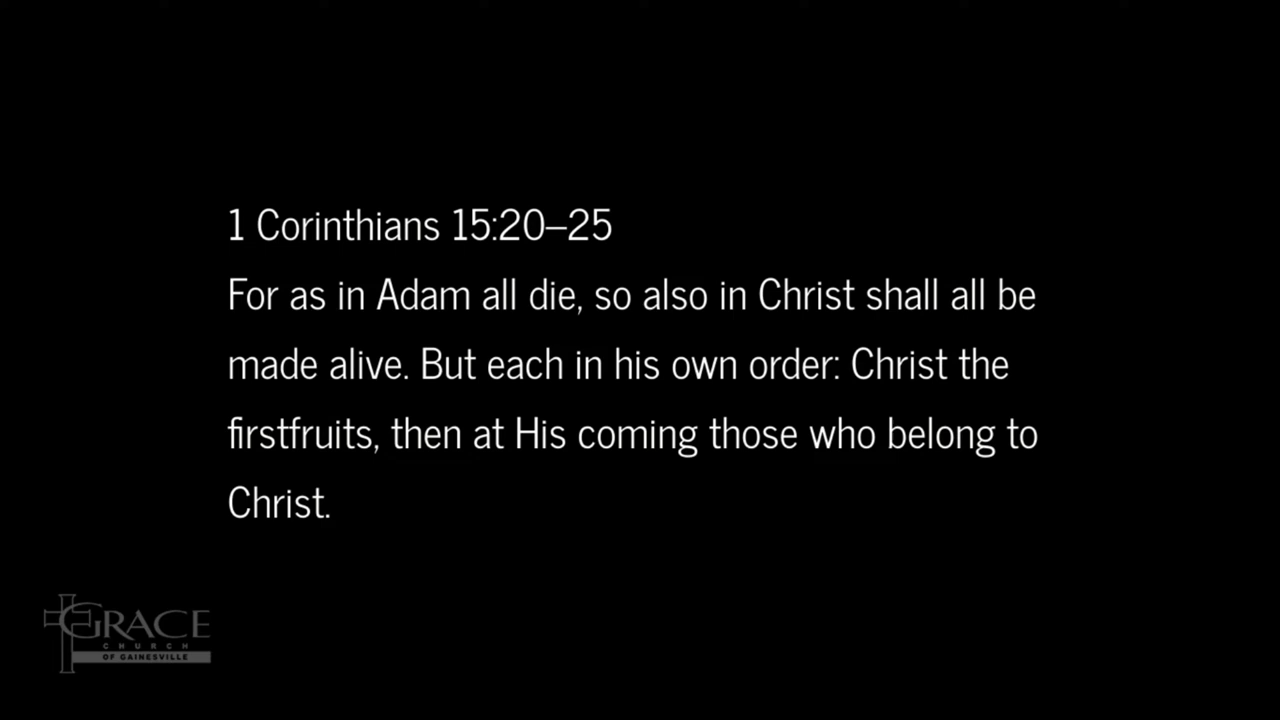 1 Corinthians 15:20–25
For as in Adam all die, so also in Christ shall all be
made alive. But each in his own order: Christ the
firstfruits, then at His coming those who belong to
Christ.
GRACE
CHURCH
OF GAINESVILLE